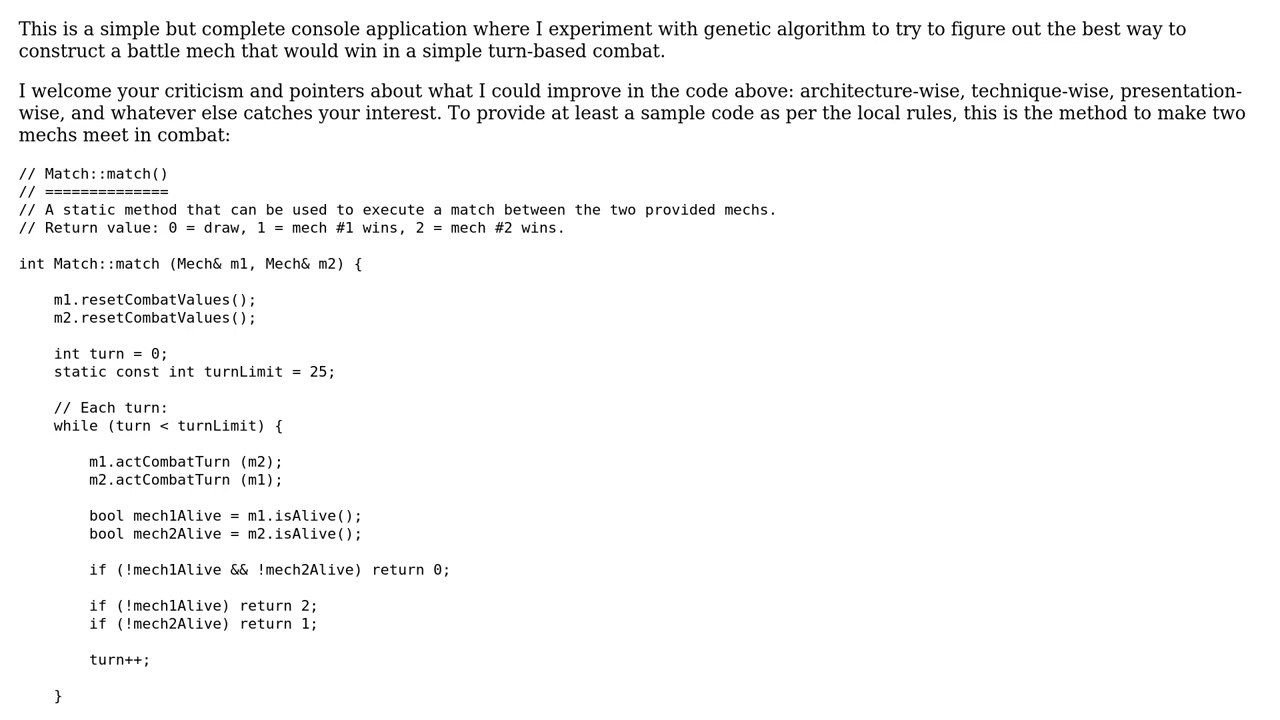 This is a simple but complete console application where I experiment with genetic algorithm to try to figure out the best way to
construct a battle mech that would win in a simple turn-based combat.
I welcome your criticism and pointers about what I could improve in the code above: architecture-wise, technique-wise, presentation-
wise, and whatever else catches your interest. To provide at least a sample code as per the local rules, this is the method to make two
mechs meet in combat:
// Match::match()
// ==============
// A static method that can be used to execute a match between the two provided mechs.
// Return value: 0 = draw, 1 = mech #1 wins, 2 = mech #2 wins.
int Match::match (Mech& m1, Mech& m2) {
    m1.resetCombatValues();
    m2.resetCombatValues();
    int turn = 0;
    static const int turnLimit = 25;
    // Each turn:
    while (turn < turnLimit) {
        m1.actCombatTurn (m2);
        m2.actCombatTurn (m1);
        bool mech1Alive = m1.isAlive();
        bool mech2Alive = m2.isAlive();
        if (!mech1Alive && !mech2Alive) return 0;
        if (!mech1Alive) return 2;
        if (!mech2Alive) return 1;
        turn++;
    }